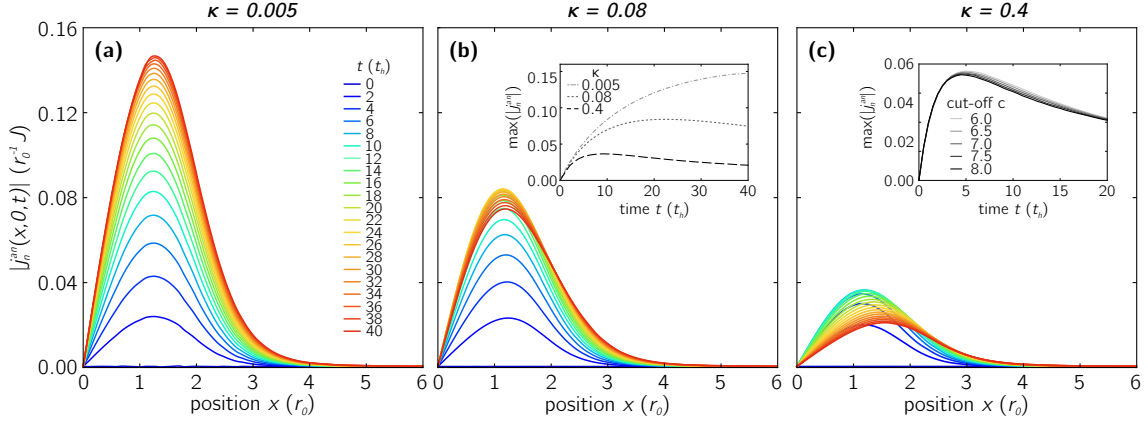 κ = 0.005
κ = 0.08
κ = 0.4
|j_n^an(x,0,t)| (r_0^-1 J)
0.16
0.12
0.08
0.04
0.00
(a)
t (t_h)
0
2
4
6
8
10
12
14
16
18
20
22
24
26
28
30
32
34
36
38
40
0 1 2 3 4 5 6
position x (r_0)
(b)
max(|j_n^an|)
0.15
0.10
0.05
0.00
κ
0.005
0.08
0.4
0 10 20 30 40
time t (t_h)
0 1 2 3 4 5 6
position x (r_0)
(c)
max(|j_n^an|)
0.06
0.04
0.02
0.00
cut-off c
6.0
6.5
7.0
7.5
8.0
0 5 10 15 20
time t (t_h)
0 1 2 3 4 5 6
position x (r_0)